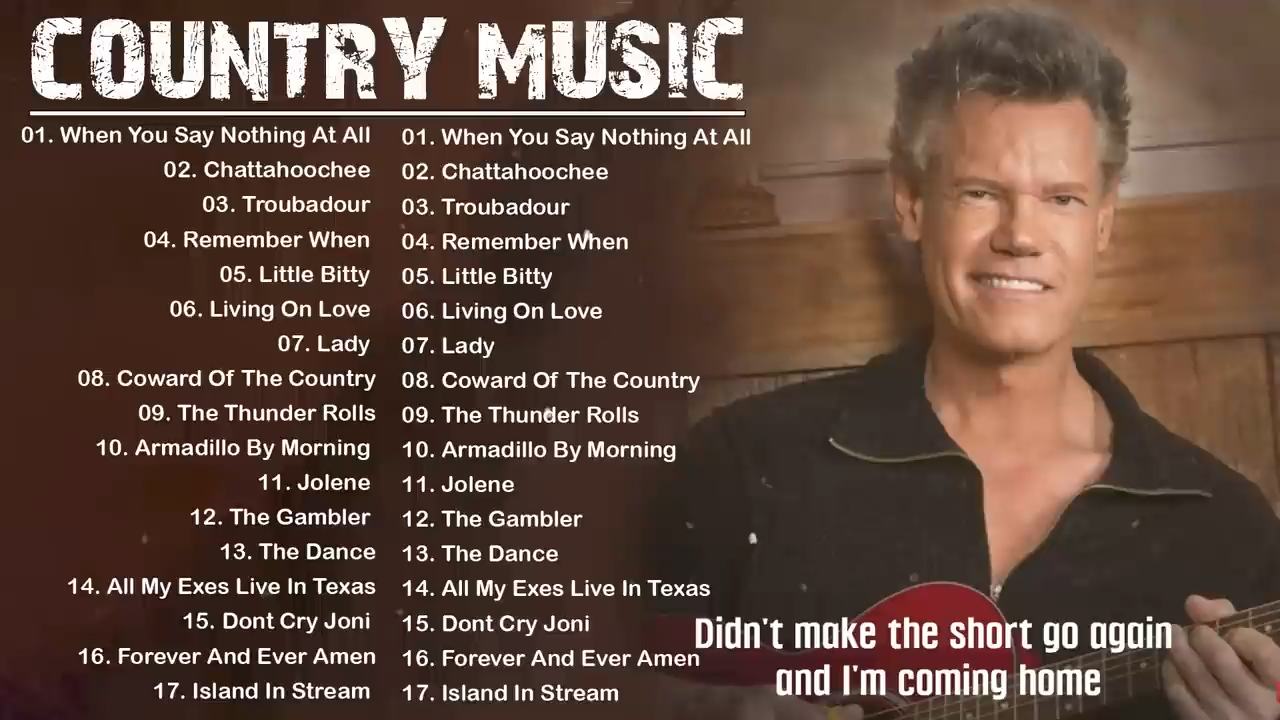 COUNTRY MUSIC
01. When You Say Nothing At All
02. Chattahoochee
03. Troubadour
04. Remember When
05. Little Bitty
06. Living On Love
07. Lady
08. Coward Of The Country
09. The Thunder Rolls
10. Armadillo By Morning
11. Jolene
12. The Gambler
13. The Dance
14. All My Exes Live In Texas
15. Dont Cry Joni
16. Forever And Ever Amen
17. Island In Stream
01. When You Say Nothing At All
02. Chattahoochee
03. Troubadour
04. Remember When
05. Little Bitty
06. Living On Love
07. Lady
08. Coward Of The Country
09. The Thunder Rolls
10. Armadillo By Morning
11. Jolene
12. The Gambler
13. The Dance
14. All My Exes Live In Texas
15. Dont Cry Joni
16. Forever And Ever Amen
17. Island In Stream
Didn't make the short go again
and I'm coming home